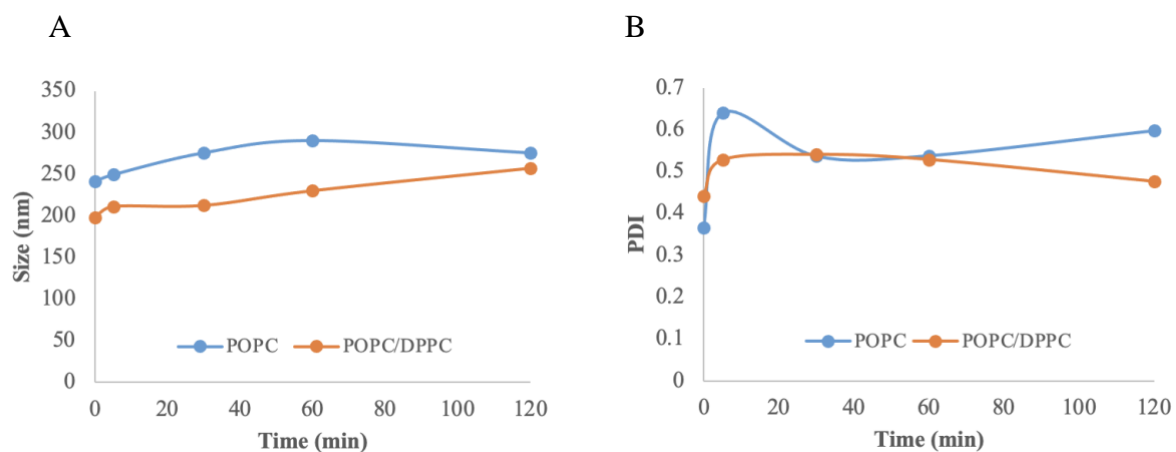 A
Size (nm)
350
300
250
200
150
100
50
0
POPC
POPC/DPPC
0 20 40 60 80 100 120
Time (min)
B
PDI
0.7
0.6
0.5
0.4
0.3
0.2
0.1
0
POPC
POPC/DPPC
0 20 40 60 80 100 120
Time (min)